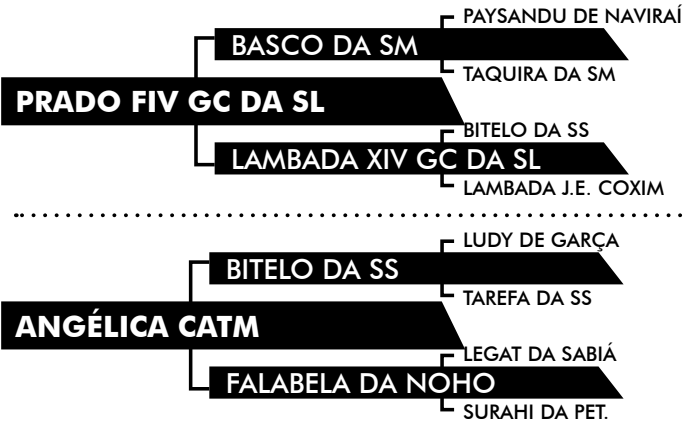 PAYSANDU DE NAVIRAÍ
BASCO DA SM
TAQUIRA DA SM
PRADO FIV GC DA SL
BITELO DA SS
LAMBADA XIV GC DA SL
LAMBADA J.E. COXIM
LUDY DE GARÇA
BITELO DA SS
TAREFA DA SS
ANGÉLICA CATM
LEGAT DA SABIÁ
FALABELA DA NOHO
SURAHI DA PET.